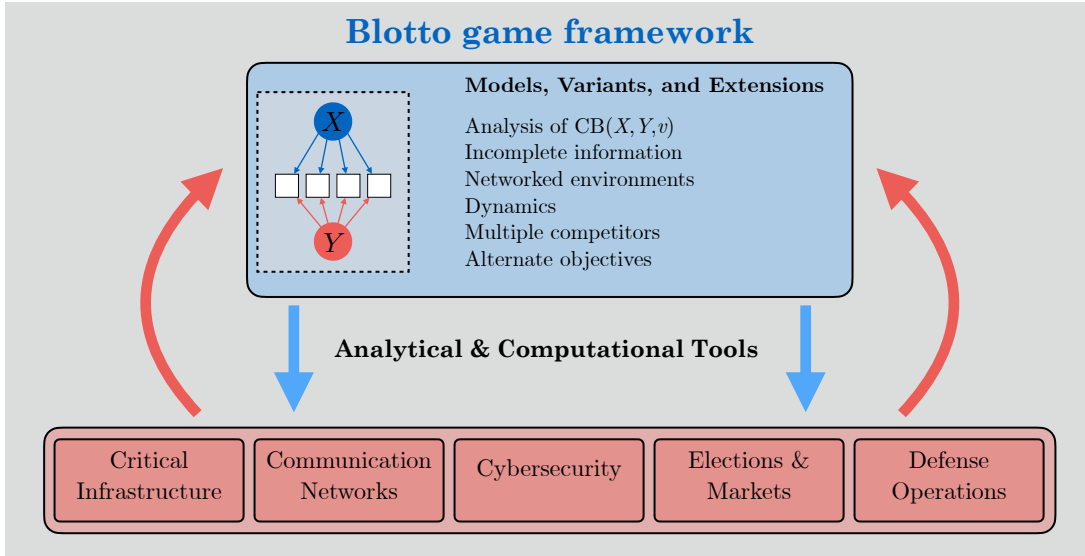 Blotto game framework
Models, Variants, and Extensions
X
Analysis of CB(X, Y,v)
Incomplete information
Networked environments
Dynamics
Multiple competitors
Y
Alternate objectives
Analytical & Computational Tools
Critical
Infrastructure
Communication
Networks
Cybersecurity
Elections &
Markets
Defense
Operations